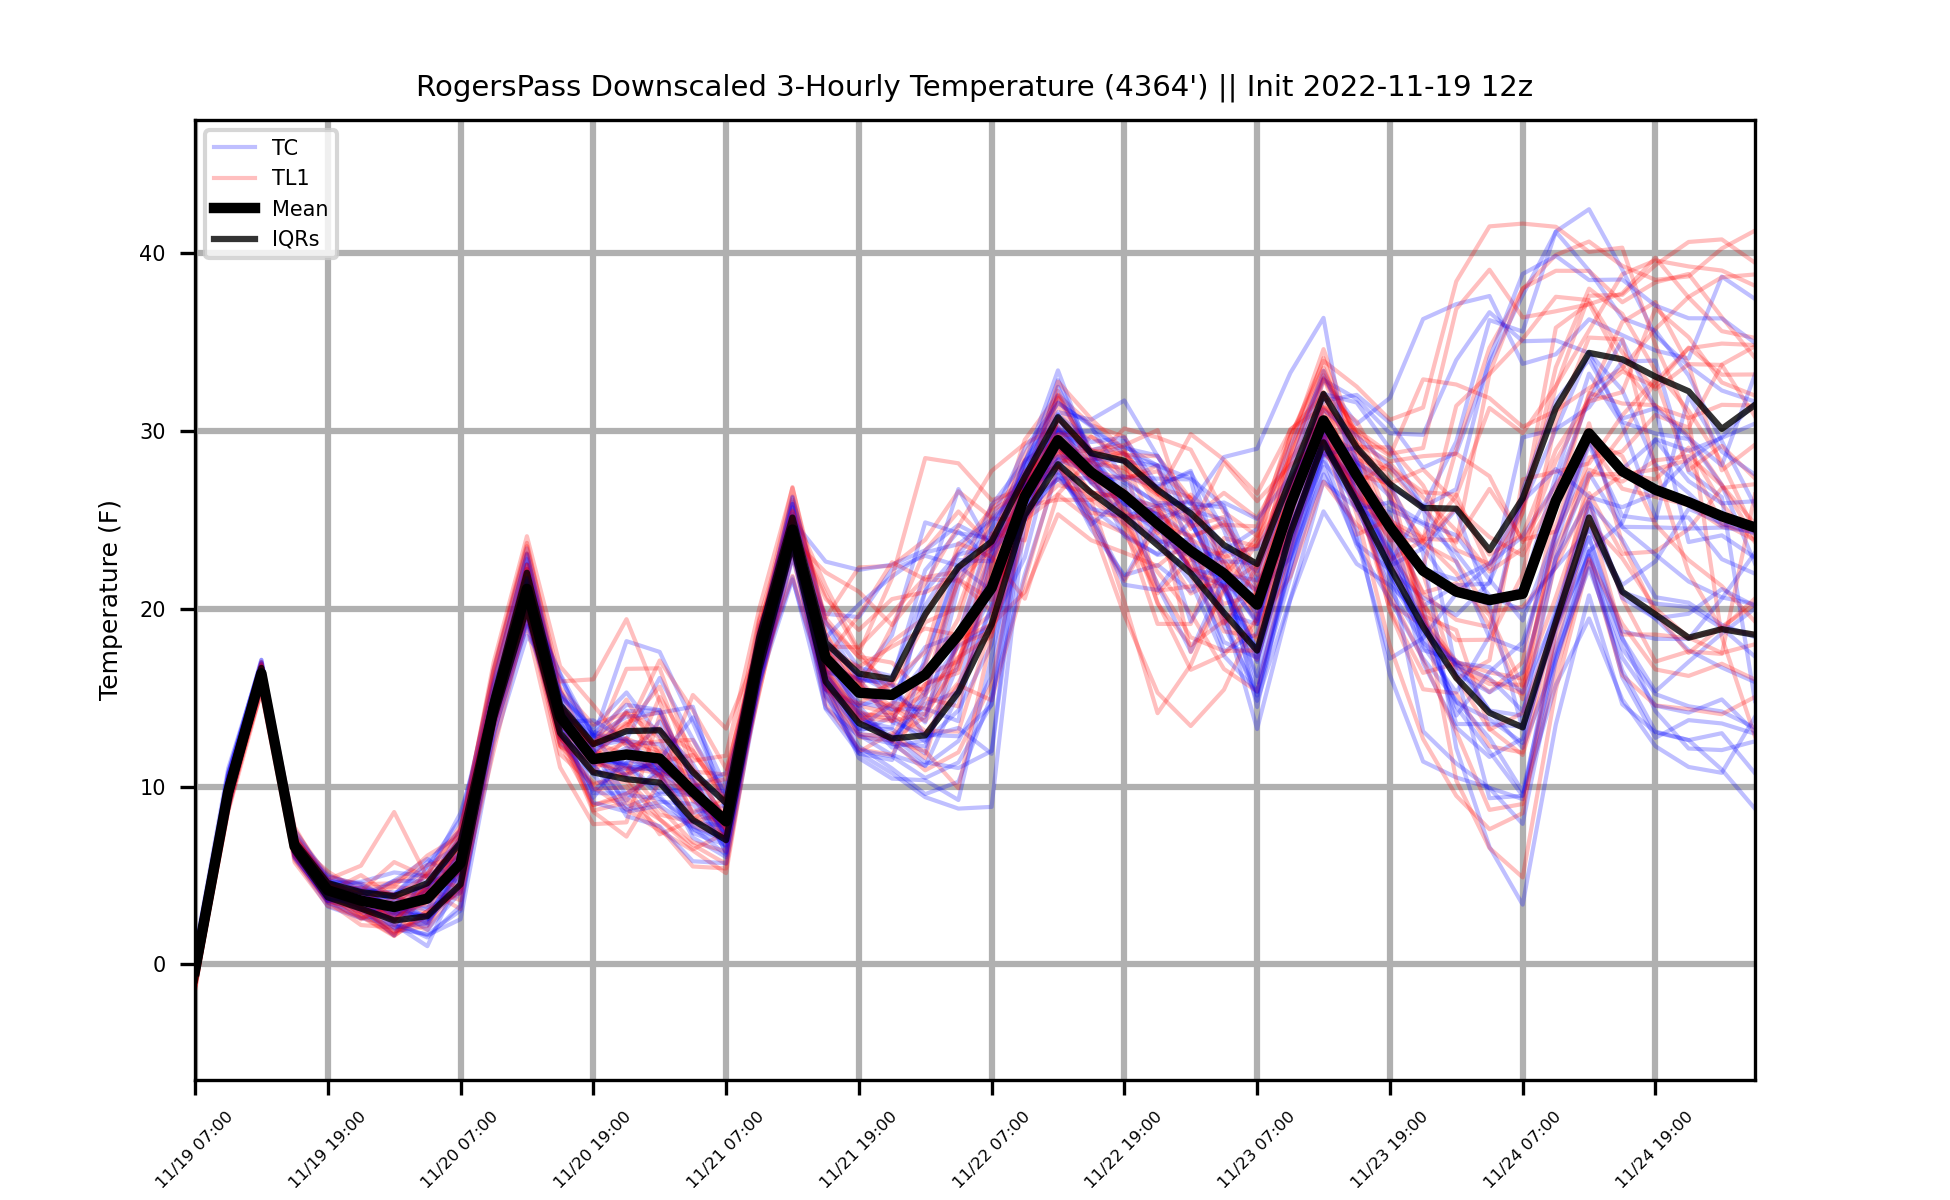 RogersPass Downscaled 3-Hourly Temperature (4364') || Init 2022-11-19 12z
TC
TL1
Mean
IQRs
Temperature (F)
40
30
20
10
0
11/19 07:00
11/19 19:00
11/20 07:00
11/20 19:00
11/21 07:00
11/21 19:00
11/22 07:00
11/22 19:00
11/23 07:00
11/23 19:00
11/24 07:00
11/24 19:00